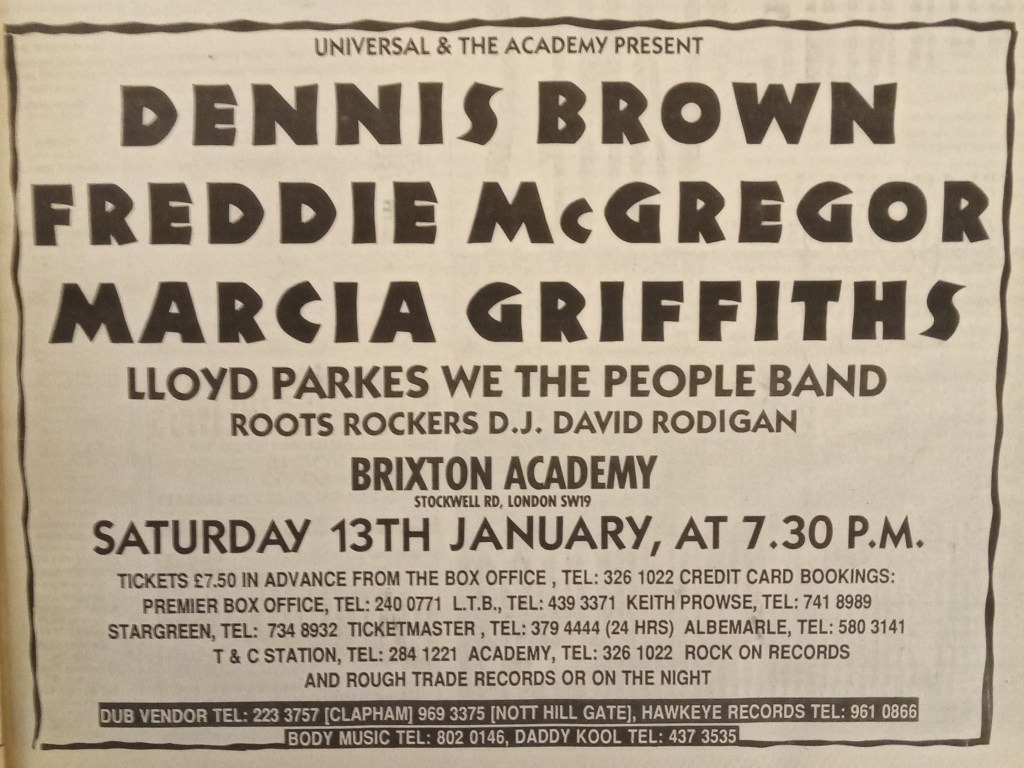 UNIVERSAL & THE ACADEMY PRESENT
DENNIS BROWN
FREDDIE McGREGOR
MARCIA GRIFFITHS
LLOYD PARKES WE THE PEOPLE BAND
ROOTS ROCKERS D.J. DAVID RODIGAN
BRIXTON ACADEMY
STOCKWELL RD, LONDON SW19
SATURDAY 13TH JANUARY, AT 7.30 P.M.
TICKETS £7.50 IN ADVANCE FROM THE BOX OFFICE , TEL: 326 1022 CREDIT CARD BOOKINGS:
PREMIER BOX OFFICE, TEL: 240 0771 L.T.B., TEL: 439 3371 KEITH PROWSE, TEL: 741 8989
STARGREEN, TEL: 734 8932 TICKETMASTER , TEL: 379 4444 (24 HRS) ALBEMARLE, TEL: 580 3141
T & C STATION, TEL: 284 1221 ACADEMY, TEL: 326 1022 ROCK ON RECORDS
AND ROUGH TRADE RECORDS OR ON THE NIGHT
DUB VENDOR TEL: 223 3757 [CLAPHAM] 969 3375 [NOTT HILL GATE], HAWKEYE RECORDS TEL: 961 0866
BODY MUSIC TEL: 802 0146, DADDY KOOL TEL: 437 3535